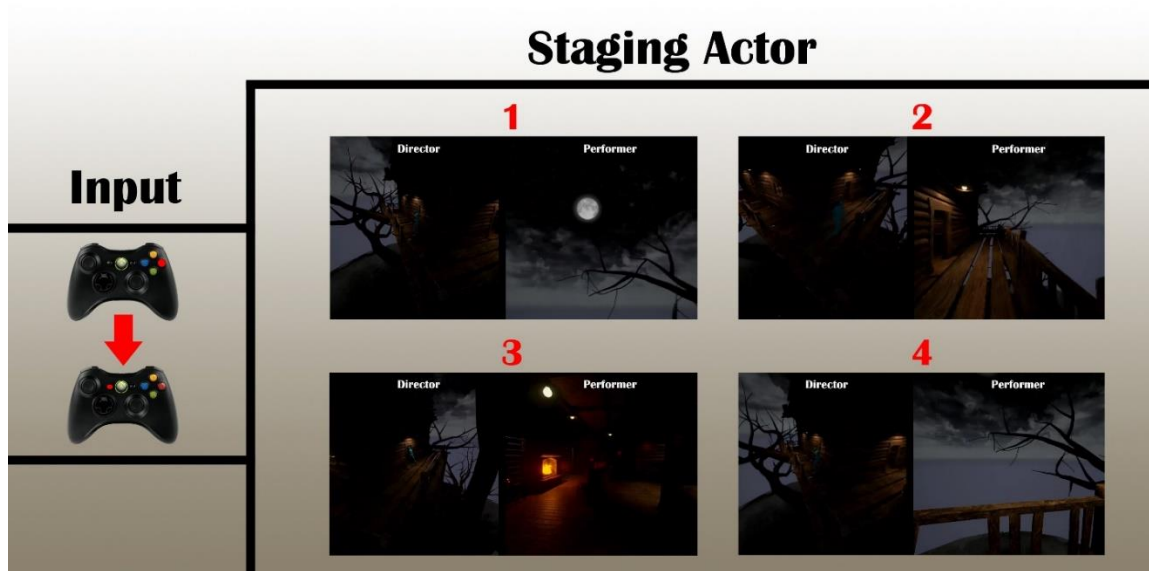 Staging Actor
Input
1
Director Performer
2
Director Performer
3
Director Performer
4
Director Performer